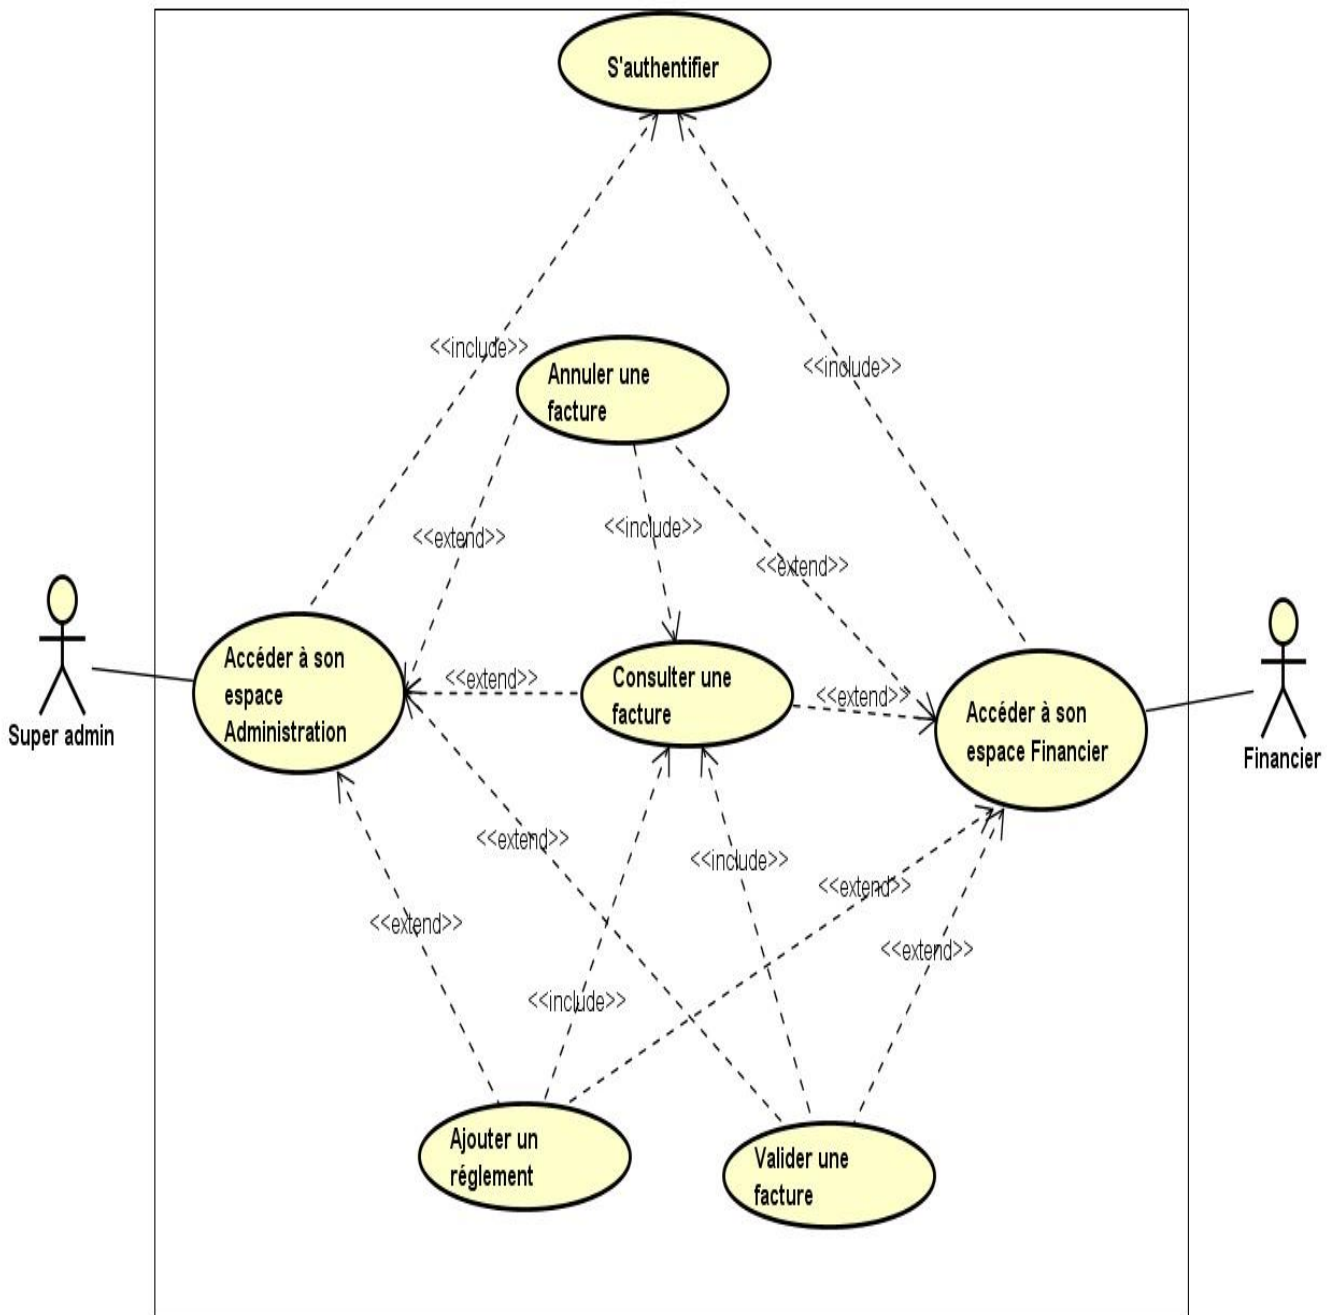 S'authentifier
<<include>>
<<include>>
Annuler une
facture
<<extend>>
<<include>>
<<extend>>
Super admin
Accéder à son
espace
Administration
<<extend>>
Consulter une
facture
<<extend>>
Accéder à son
espace Financier
Financier
<<extend>>
<<include>>
<<extend>>
<<extend>>
<<extend>>
<<include>>
Ajouter un
réglement
Valider une
facture